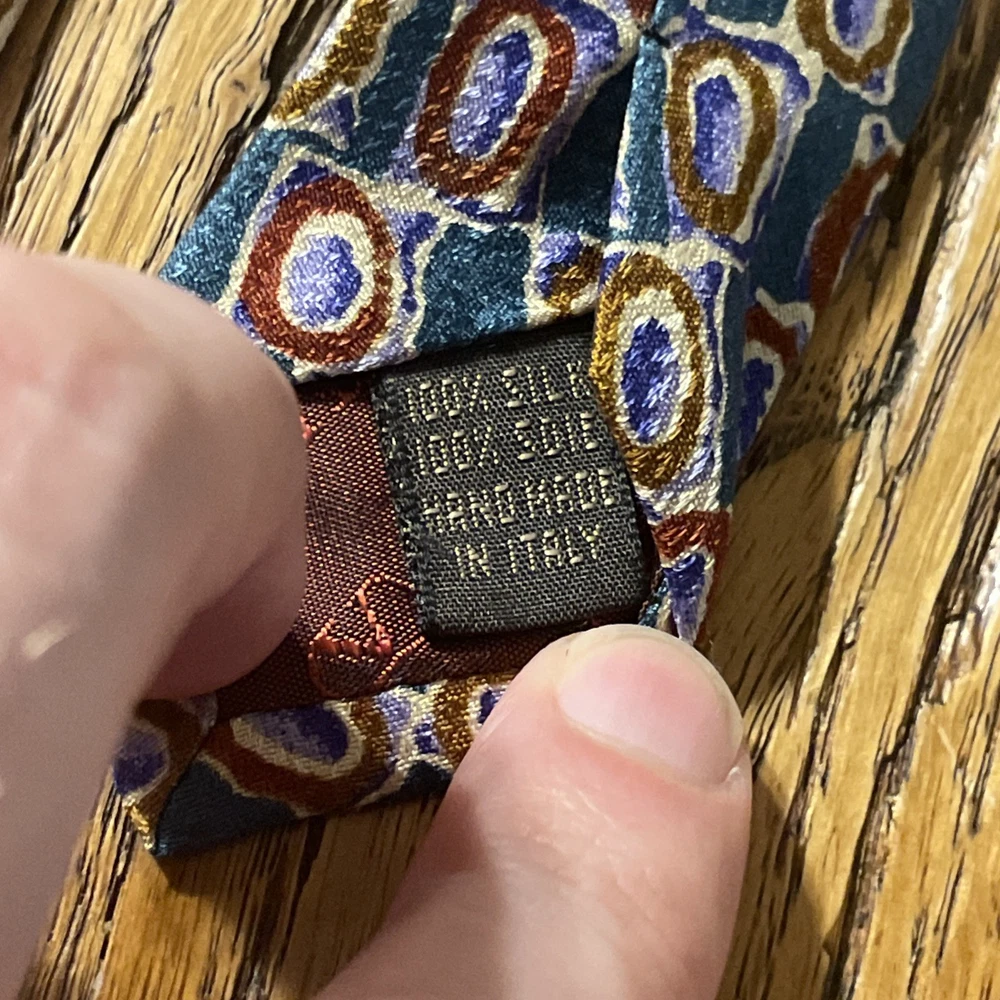 100% SILK
100% SOIE
HAND MADE
IN ITALY